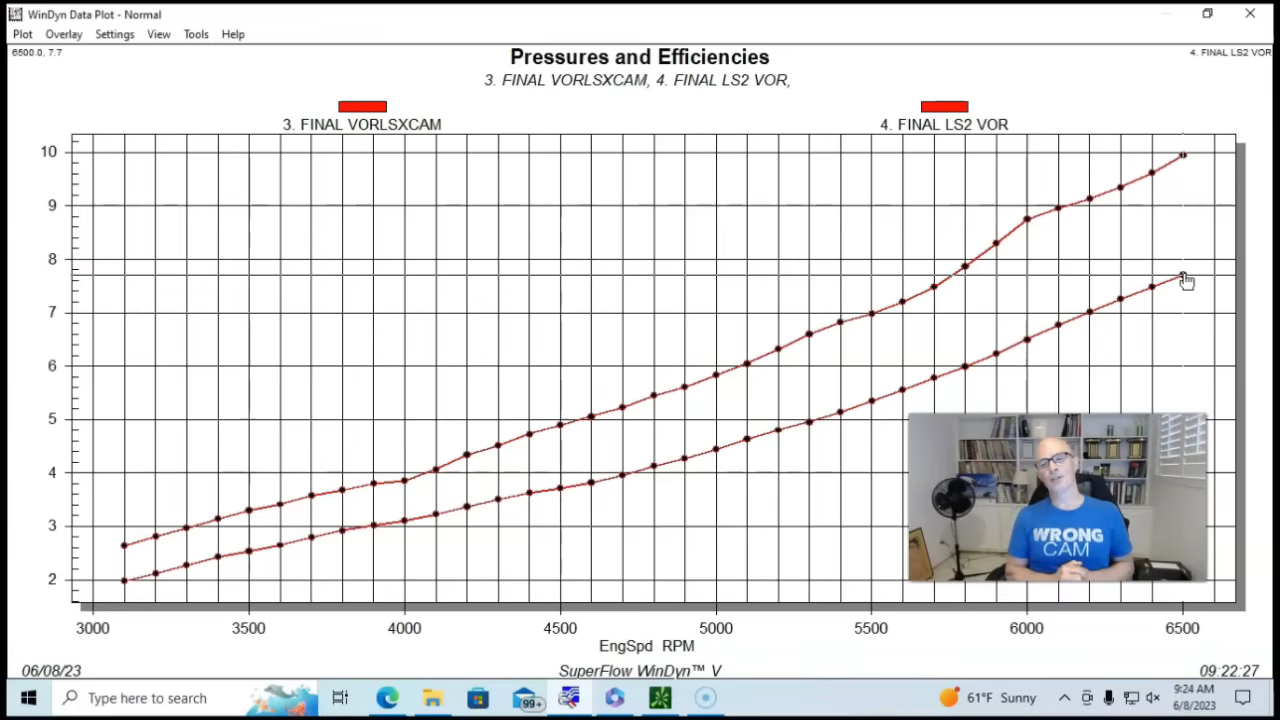 WinDyn Data Plot - Normal
Plot Overlay Settings View Tools Help
6500.0, 7.7
4. FINAL LS2 VOR
Pressures and Efficiencies
3. FINAL VORLSXCAM, 4. FINAL LS2 VOR,
3. FINAL VORLSXCAM
4. FINAL LS2 VOR
10
9
8
7
6
5
4
3
2
3000 3500 4000 4500 5000 5500 6000 6500
EngSpd RPM
WRONG
CAM
06/08/23
SuperFlow WinDyn™ V
09:22:27
Type here to search
99+
61°F Sunny
9:24 AM
6/8/2023